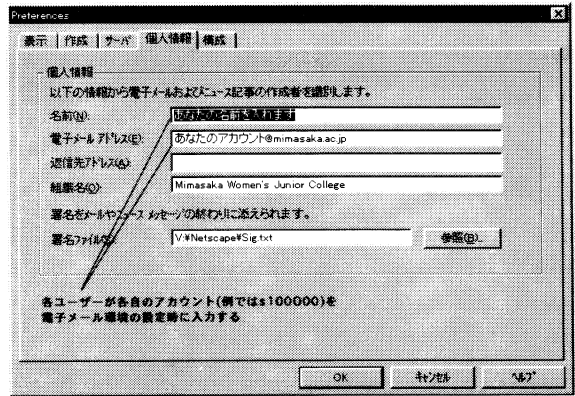 Preferences
表示 作成 サーバ 個人情報 構成
個人情報
以下の情報から電子メールおよびニュース記事の作成者を識別します。
名前(N):
電子メール アドレス(E): あなたのアカウント@mimasaka.ac.jp
返信先アドレス(A):
組織名(O): Mimasaka Women's Junior College
署名をメールやニュース メッセージの終わりに添えられます。
署名ファイル V:¥Netscape¥Sig.txt 参照(B)...
各ユーザーが各自のアカウント(例ではs100000)を
電子メール環境の設定時に入力する
OK キャンセル ヘルプ